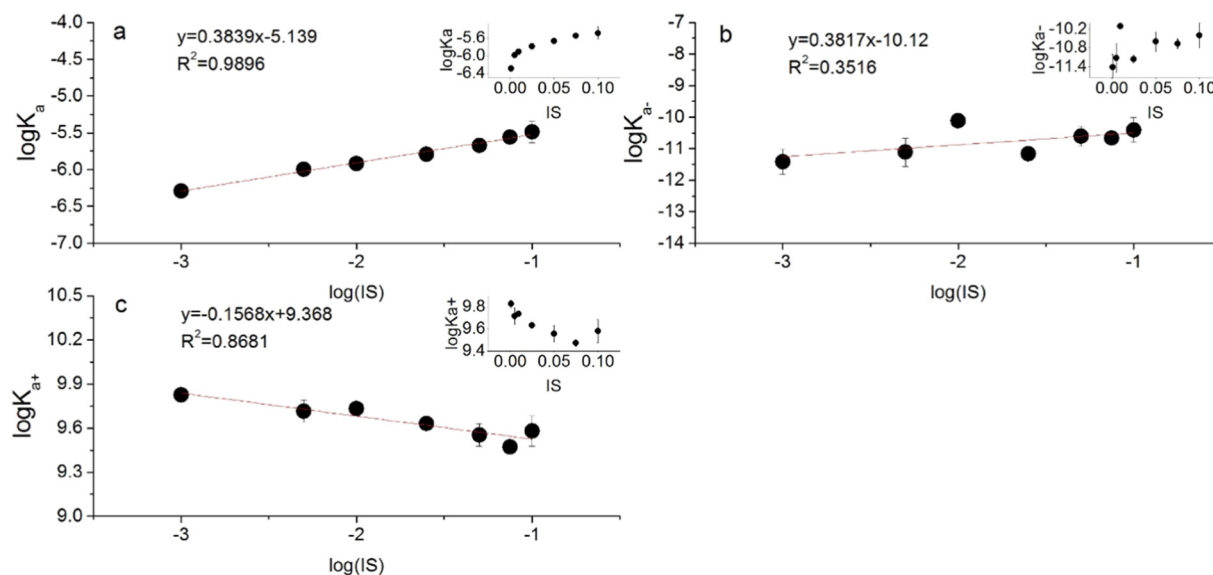 a
y=0.3839x-5.139
R²=0.9896
logKₐ
-4.0
-4.5
-5.0
-5.5
-6.0
-6.5
-7.0
-3
-2
-1
log(IS)
logKa
-5.6
-6.0
-6.4
0.00 0.05 0.10
IS
b
y=0.3817x-10.12
R²=0.3516
logKₐ₋
-7
-8
-9
-10
-11
-12
-13
-14
-3
-2
-1
log(IS)
logKa-
-10.2
-10.8
-11.4
0.00 0.05 0.10
IS
c
y=-0.1568x+9.368
R²=0.8681
logKₐ₊
10.5
10.2
9.9
9.6
9.3
9.0
-3
-2
-1
log(IS)
logKa+
9.8
9.6
9.4
0.00 0.05 0.10
IS